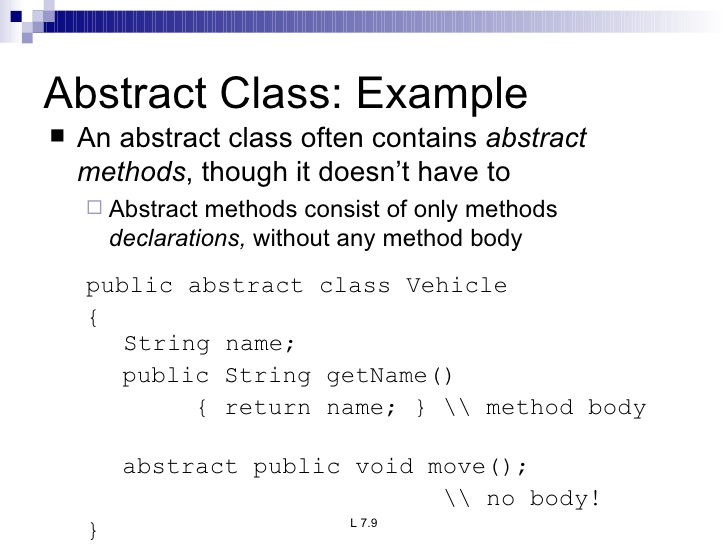 Abstract Class: Example
An abstract class often contains abstract
methods, though it doesn’t have to
Abstract methods consist of only methods
declarations, without any method body
public abstract class Vehicle
{
String name;
public String getName()
{ return name; } \\ method body
abstract public void move();
\\ no body!
}
L 7.9